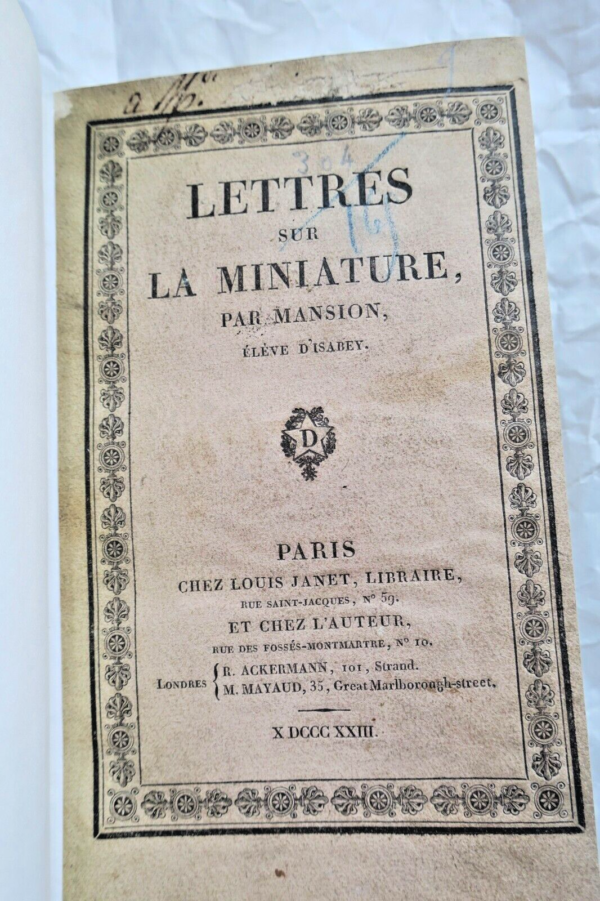 304
LETTRES
SUR
LA MINIATURE,
PAR MANSION,
ÉLÈVE D'ISABEY.
D
PARIS
CHEZ LOUIS JANET, LIBRAIRE,
RUE SAINT-JACQUES, N° 59.
ET CHEZ L'AUTEUR,
RUE DES FOSSÉS-MONTMARTRE, N° 10.
LONDRES { R. ACKERMANN, 101, Strand.
M. MAYAUD, 35, Great Marlborough-street.
X DCCC XXIII.